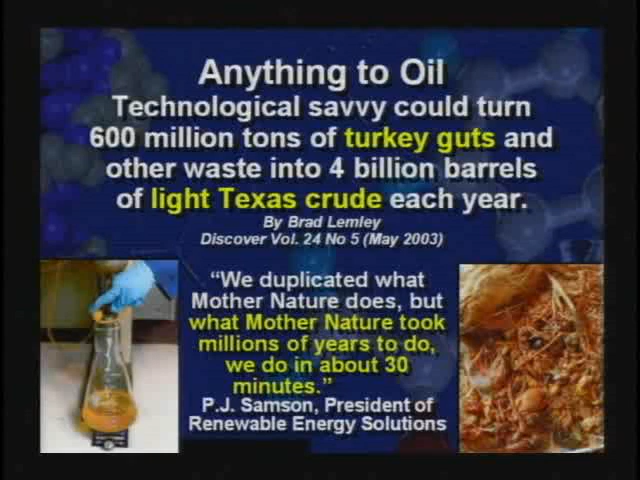 Anything to Oil
Technological savvy could turn
600 million tons of turkey guts and
other waste into 4 billion barrels
of light Texas crude each year.
By Brad Lemley
Discover Vol. 24 No 5 (May 2003)
“We duplicated what
Mother Nature does, but
what Mother Nature took
millions of years to do,
we do in about 30
minutes.”
P.J. Samson, President of
Renewable Energy Solutions